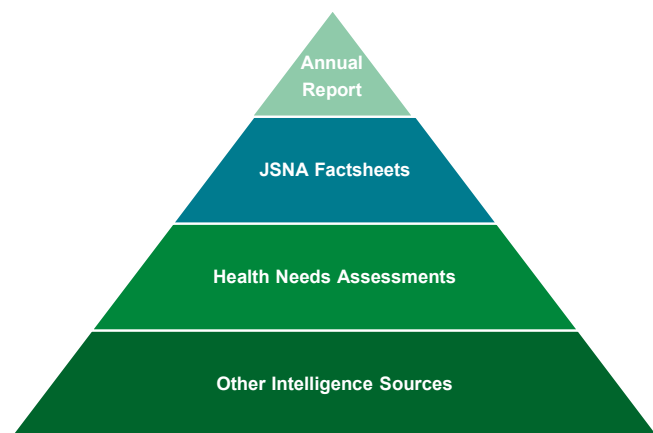 Annual
Report
JSNA Factsheets
Health Needs Assessments
Other Intelligence Sources